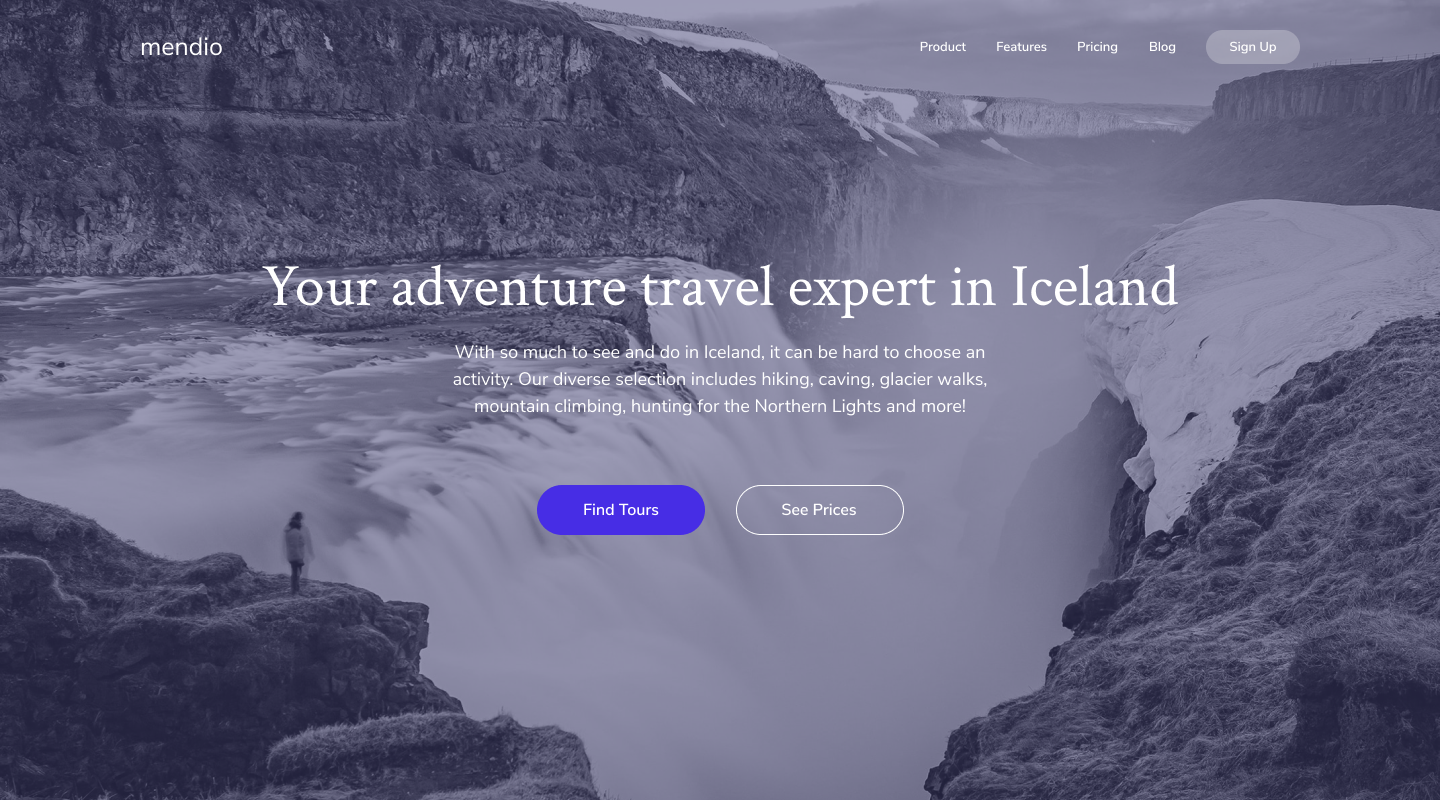 mendio
Product
Features
Pricing
Blog
Sign Up
Your adventure travel expert in Iceland
With so much to see and do in Iceland, it can be hard to choose an
activity. Our diverse selection includes hiking, caving, glacier walks,
mountain climbing, hunting for the Northern Lights and more!
Find Tours
See Prices